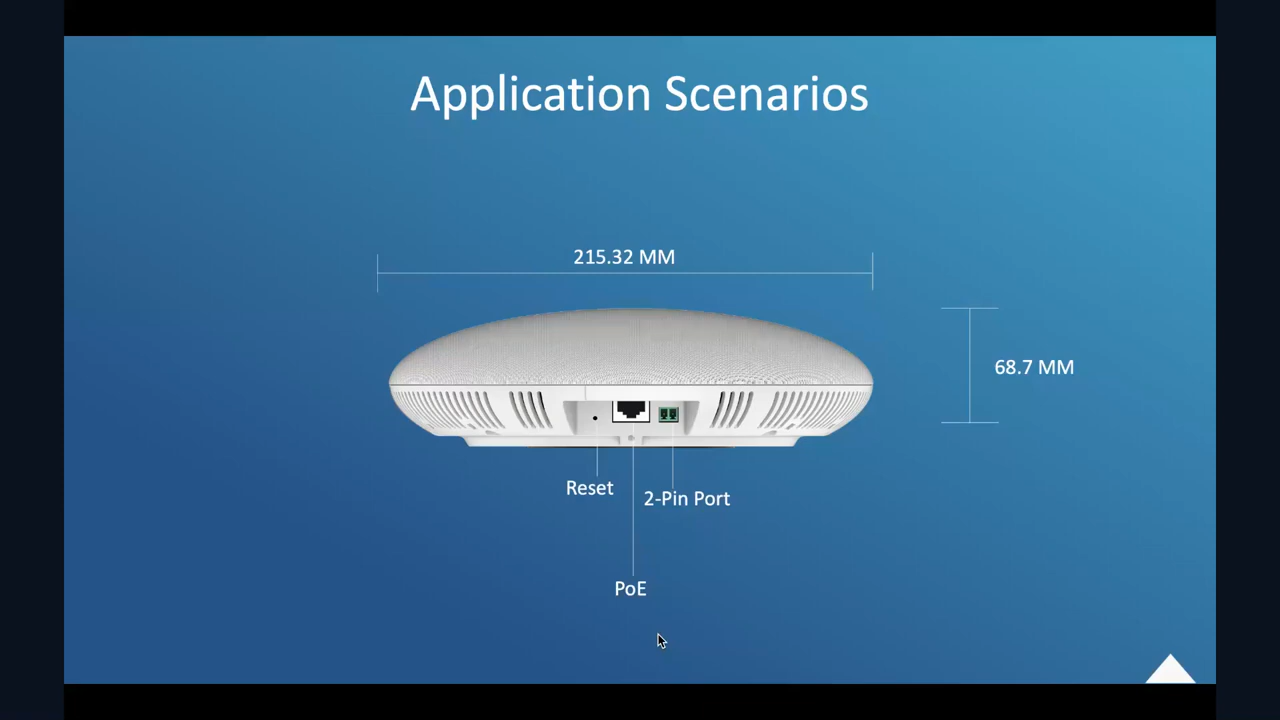 Application Scenarios
215.32 MM
68.7 MM
Reset
2-Pin Port
PoE